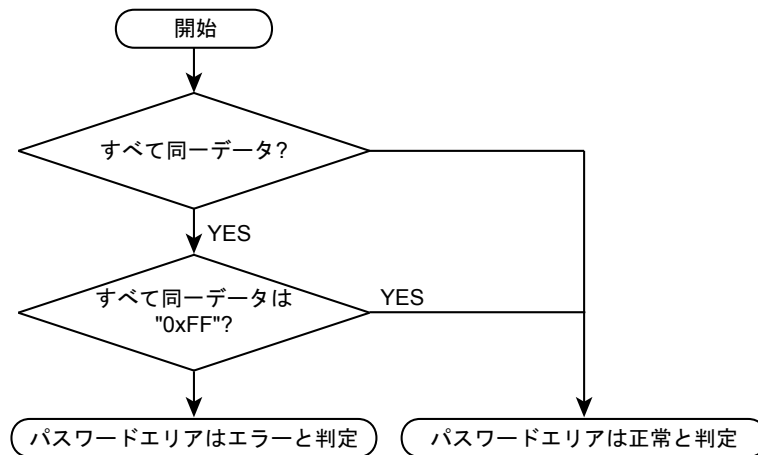 開始
すべて同一データ?
YES
すべて同一データは
"0xFF"?
YES
パスワードエリアはエラーと判定
パスワードエリアは正常と判定